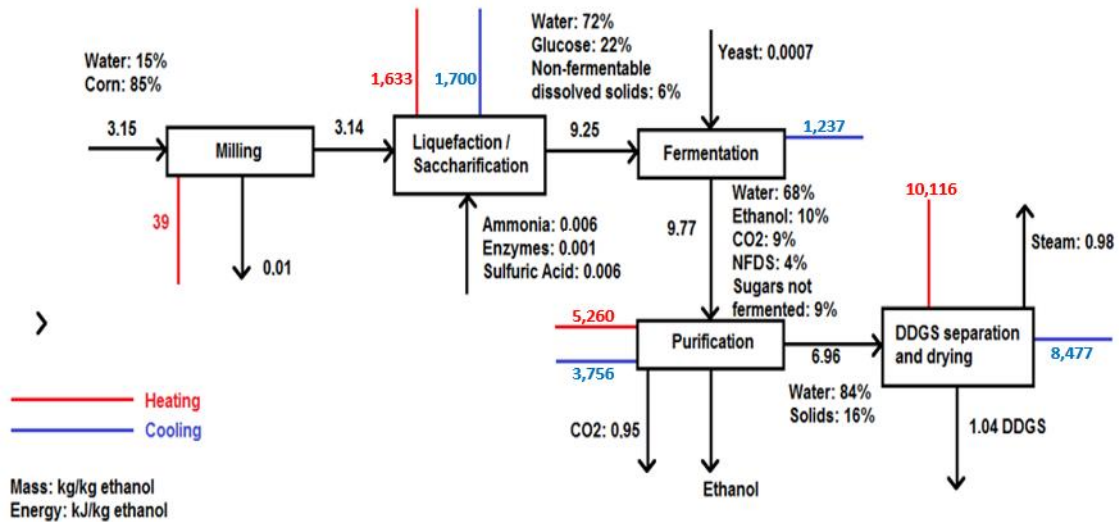 Water: 15%
Corn: 85%
3.15
Milling
39
0.01
3.14
1,633
1,700
Liquefaction /
Saccharification
Ammonia: 0.006
Enzymes: 0.001
Sulfuric Acid: 0.006
Water: 72%
Glucose: 22%
Non-fermentable
dissolved solids: 6%
9.25
Yeast: 0.0007
Fermentation
1,237
9.77
Water: 68%
Ethanol: 10%
CO2: 9%
NFDS: 4%
Sugars not
fermented: 9%
5,260
3,756
Purification
CO2: 0.95
Ethanol
6.96
Water: 84%
Solids: 16%
10,116
Steam: 0.98
DDGS separation
and drying
8,477
1.04 DDGS
Heating
Cooling
Mass: kg/kg ethanol
Energy: kJ/kg ethanol